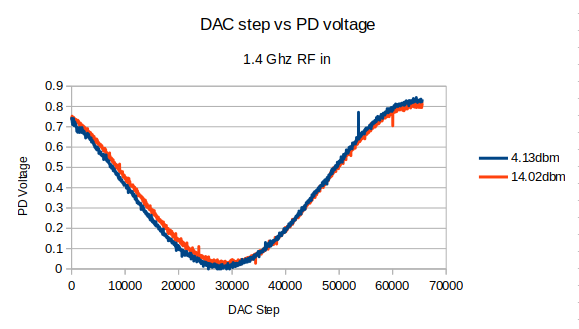 DAC step vs PD voltage
1.4 Ghz RF in
0.9
0.8
0.7
0.6
0.5
0.4
0.3
0.2
0.1
0
PD Voltage
0 10000 20000 30000 40000 50000 60000 70000
DAC Step
4.13dbm
14.02dbm